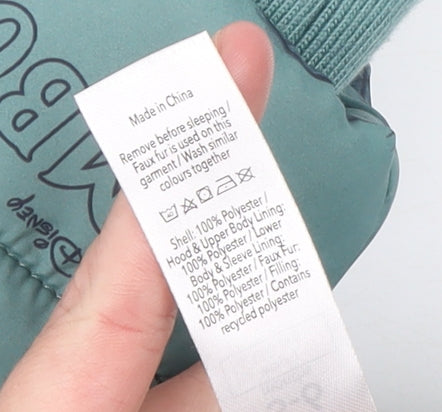 Made in China
Remove before sleeping /
Faux fur is used on this
garment / Wash similar
colours together
Shell: 100% Polyester /
Hood & Upper Body Lining:
100% Polyester / Lower
Body & Sleeve Lining:
100% Polyester / Faux Fur:
100% Polyester / Filling:
100% Polyester / Contains
recycled polyester
MBO
©DISNEY